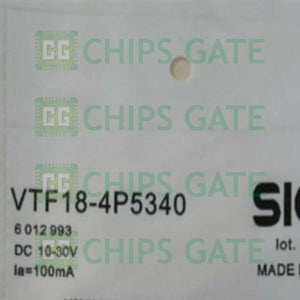 CHIPS GATE
CHIPS GATE
CHIPS GATE
VTF18-4P5340
SI
6 012 993
DC 10-30V
lot.
Ia=100mA
MADE
CHIPS GATE